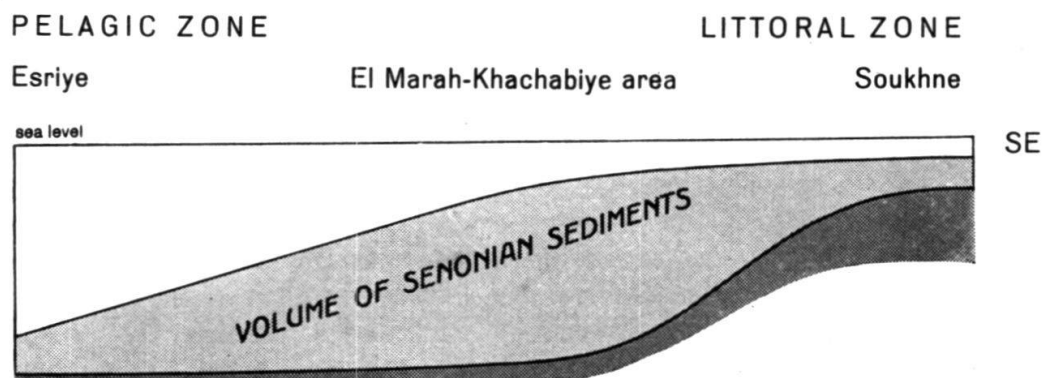 PELAGIC ZONE LITTORAL ZONE
Esriye El Marah-Khachabiye area Soukhne
sea level
SE
VOLUME OF SENONIAN SEDIMENTS